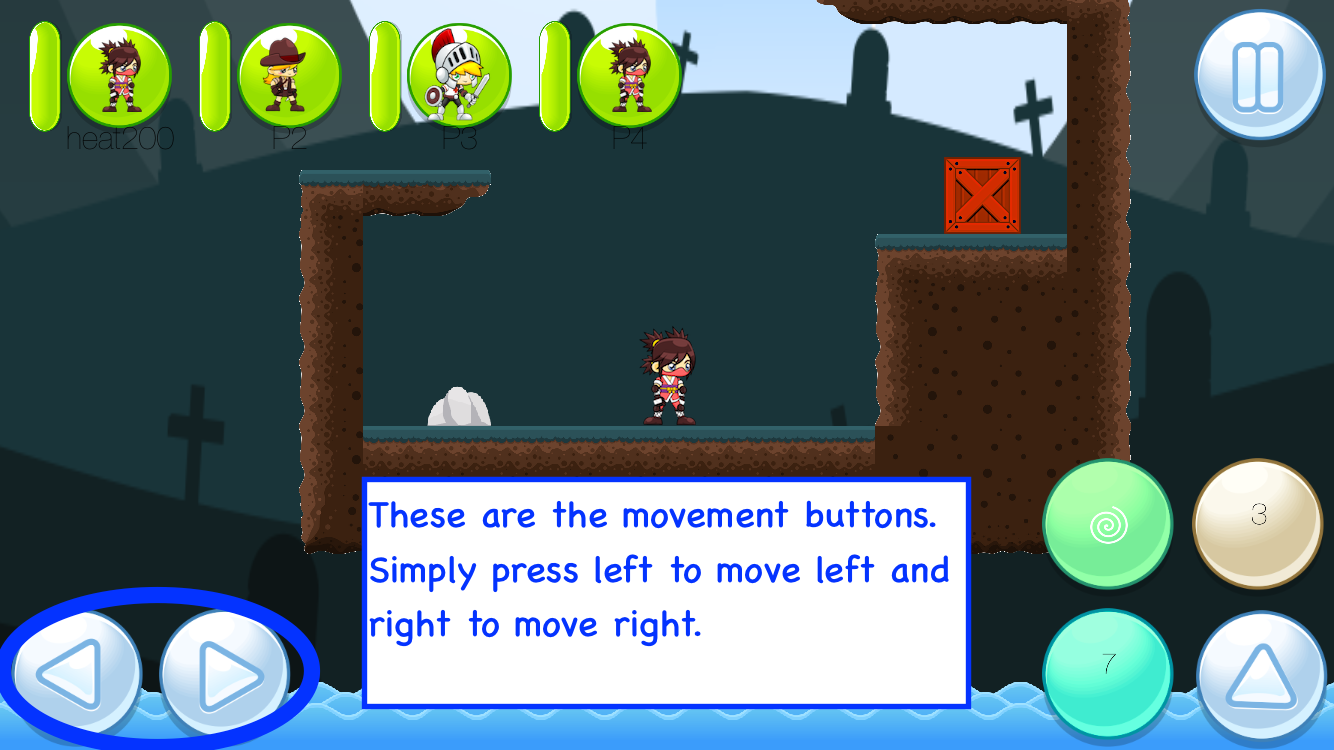 heat200
P2
P3
P4
These are the movement buttons.
Simply press left to move left and
right to move right.
3
7